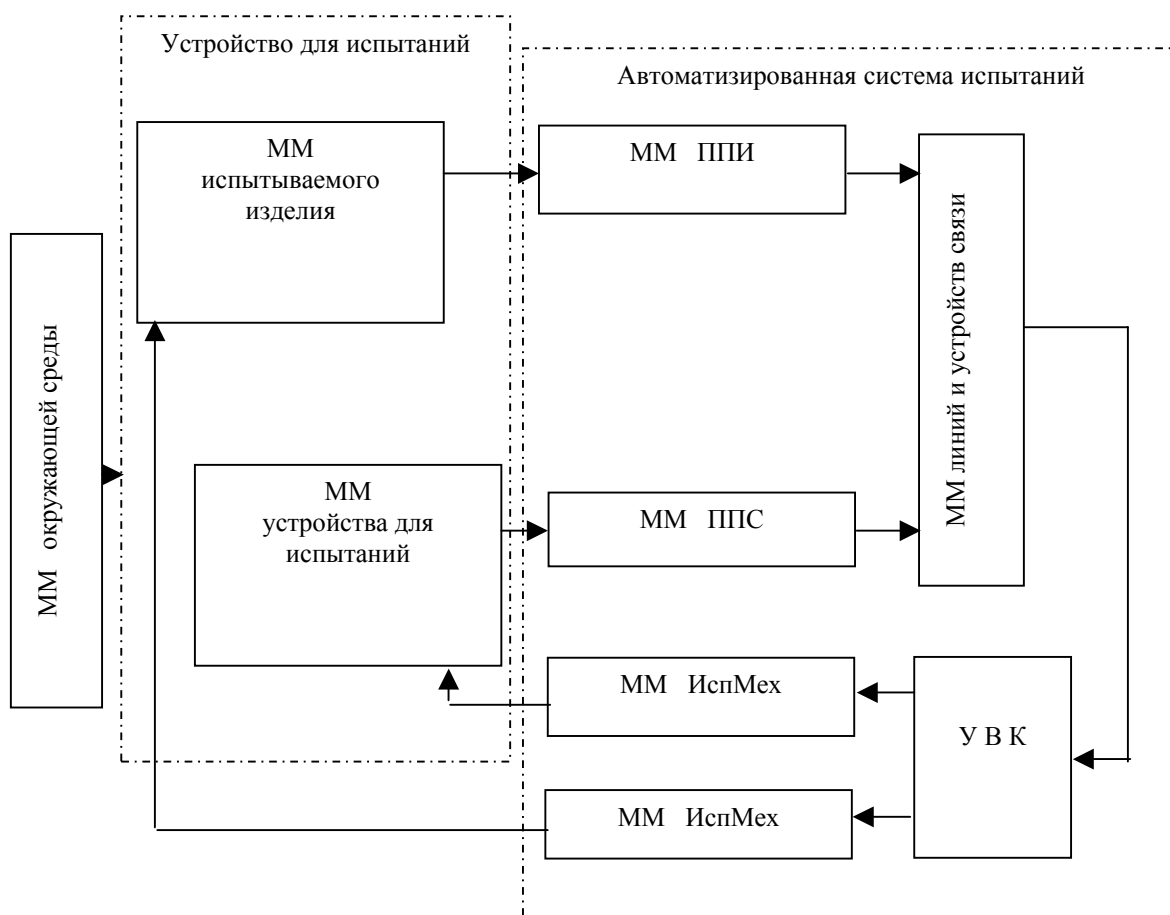 Устройство для испытаний
Автоматизированная система испытаний
ММ
испытываемого
изделия
ММ ППИ
ММ линий и устройств связи
ММ окружающей среды
ММ
устройства для
испытаний
ММ ППС
ММ ИспМех
У В К
ММ ИспМех